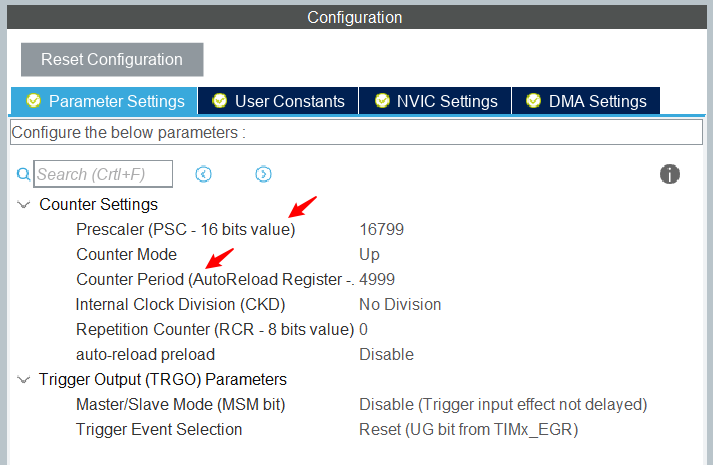 Configuration
Reset Configuration
Parameter Settings User Constants NVIC Settings DMA Settings
Configure the below parameters :
Search (Crtl+F)
Counter Settings
Prescaler (PSC - 16 bits value) 16799
Counter Mode Up
Counter Period (AutoReload Register -. 4999
Internal Clock Division (CKD) No Division
Repetition Counter (RCR - 8 bits value) 0
auto-reload preload Disable
Trigger Output (TRGO) Parameters
Master/Slave Mode (MSM bit) Disable (Trigger input effect not delayed)
Trigger Event Selection Reset (UG bit from TIMx_EGR)